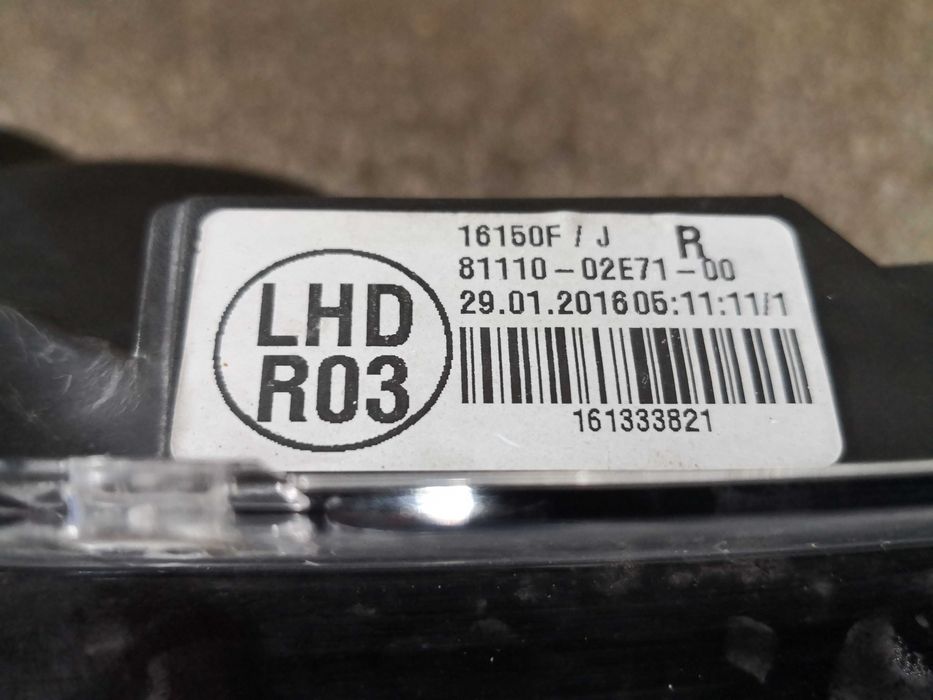 LHD
R03
16150F / J R
81110-02E71-00
29.01.2016 05:11:11/1
161333821